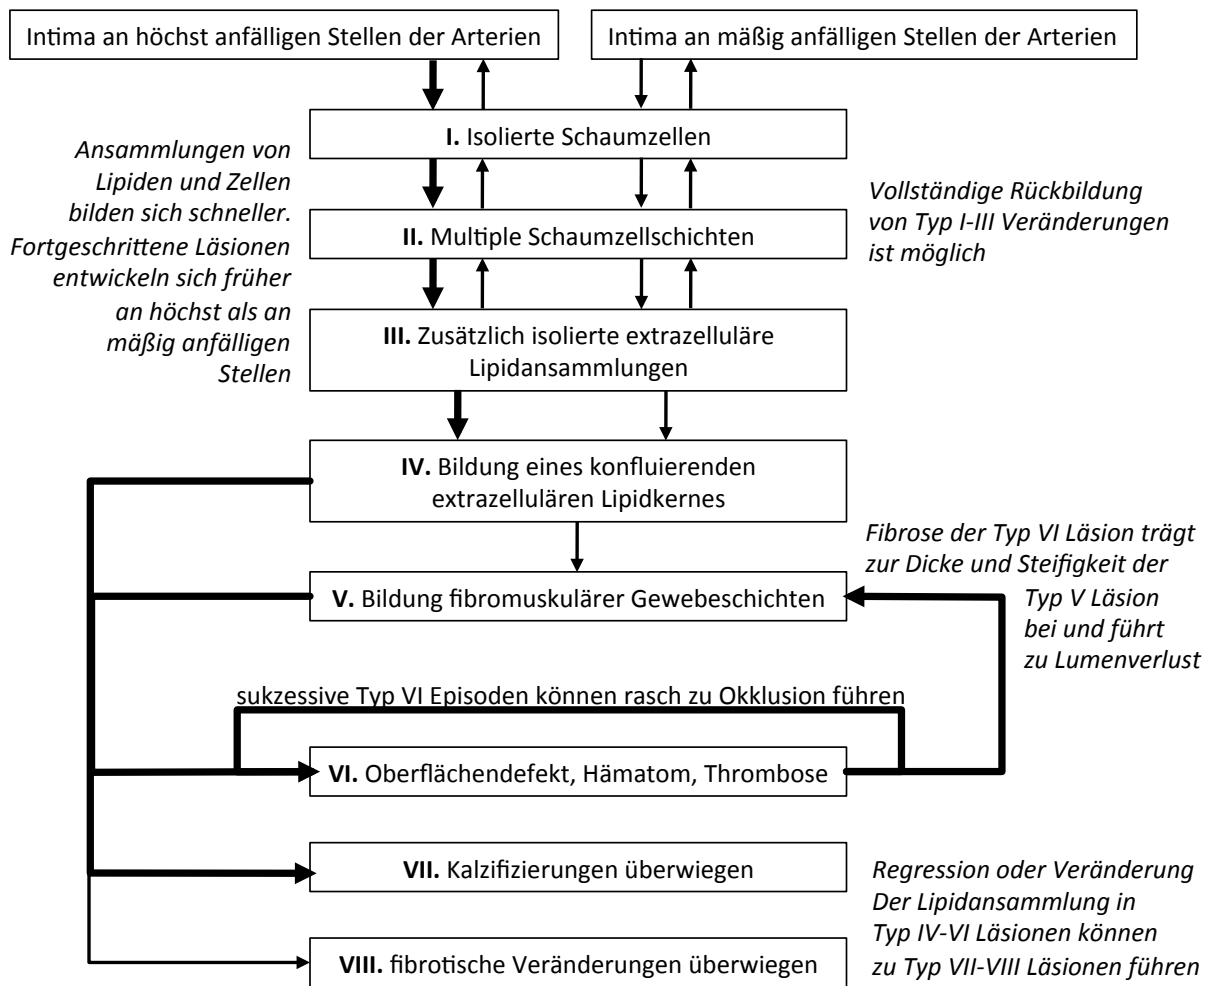 Intima an höchst anfälligen Stellen der Arterien
Intima an mäßig anfälligen Stellen der Arterien
I. Isolierte Schaumzellen
Ansammlungen von
Lipiden und Zellen
bilden sich schneller.
Fortgeschrittene Läsionen
entwickeln sich früher
an höchst als an
mäßig anfälligen
Stellen
Vollständige Rückbildung
von Typ I-III Veränderungen
ist möglich
II. Multiple Schaumzellschichten
III. Zusätzlich isolierte extrazelluläre
Lipidansammlungen
IV. Bildung eines konfluierenden
extrazellulären Lipidkernes
Fibrose der Typ VI Läsion trägt
zur Dicke und Steifigkeit der
Typ V Läsion
bei und führt
zu Lumenverlust
V. Bildung fibromuskulärer Gewebeschichten
sukzessive Typ VI Episoden können rasch zu Okklusion führen
VI. Oberflächendefekt, Hämatom, Thrombose
VII. Kalzifizierungen überwiegen
Regression oder Veränderung
Der Lipidansammlung in
Typ IV-VI Läsionen können
zu Typ VII-VIII Läsionen führen
VIII. fibrotische Veränderungen überwiegen